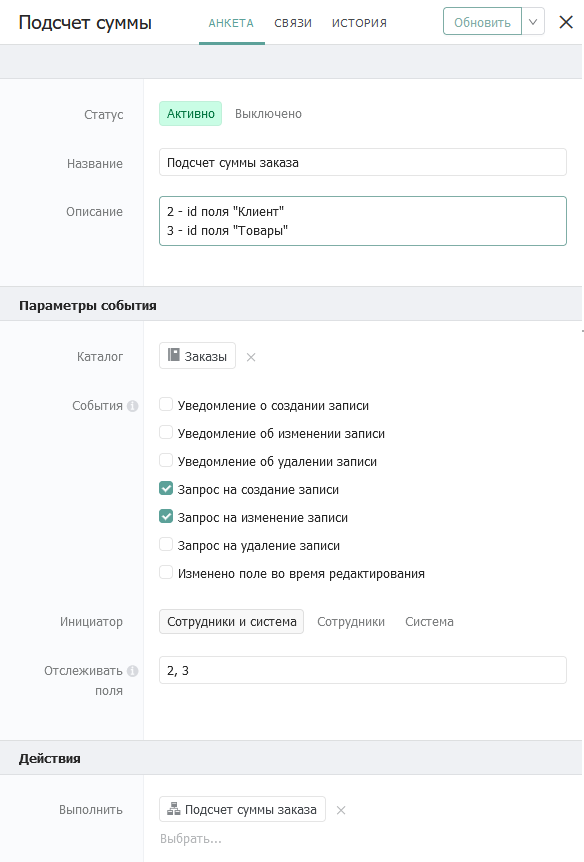 Подсчет суммы АНКЕТА СВЯЗИ ИСТОРИЯ Обновить
Статус Активно Выключено
Название Подсчет суммы заказа
Описание 2 - id поля "Клиент"
3 - id поля "Товары"
Параметры события
Каталог Заказы
События Уведомление о создании записи
Уведомление об изменении записи
Уведомление об удалении записи
Запрос на создание записи
Запрос на изменение записи
Запрос на удаление записи
Изменено поле во время редактирования
Инициатор Сотрудники и система Сотрудники Система
Отслеживать 2, 3
поля
Действия
Выполнить Подсчет суммы заказа
Выбрать...